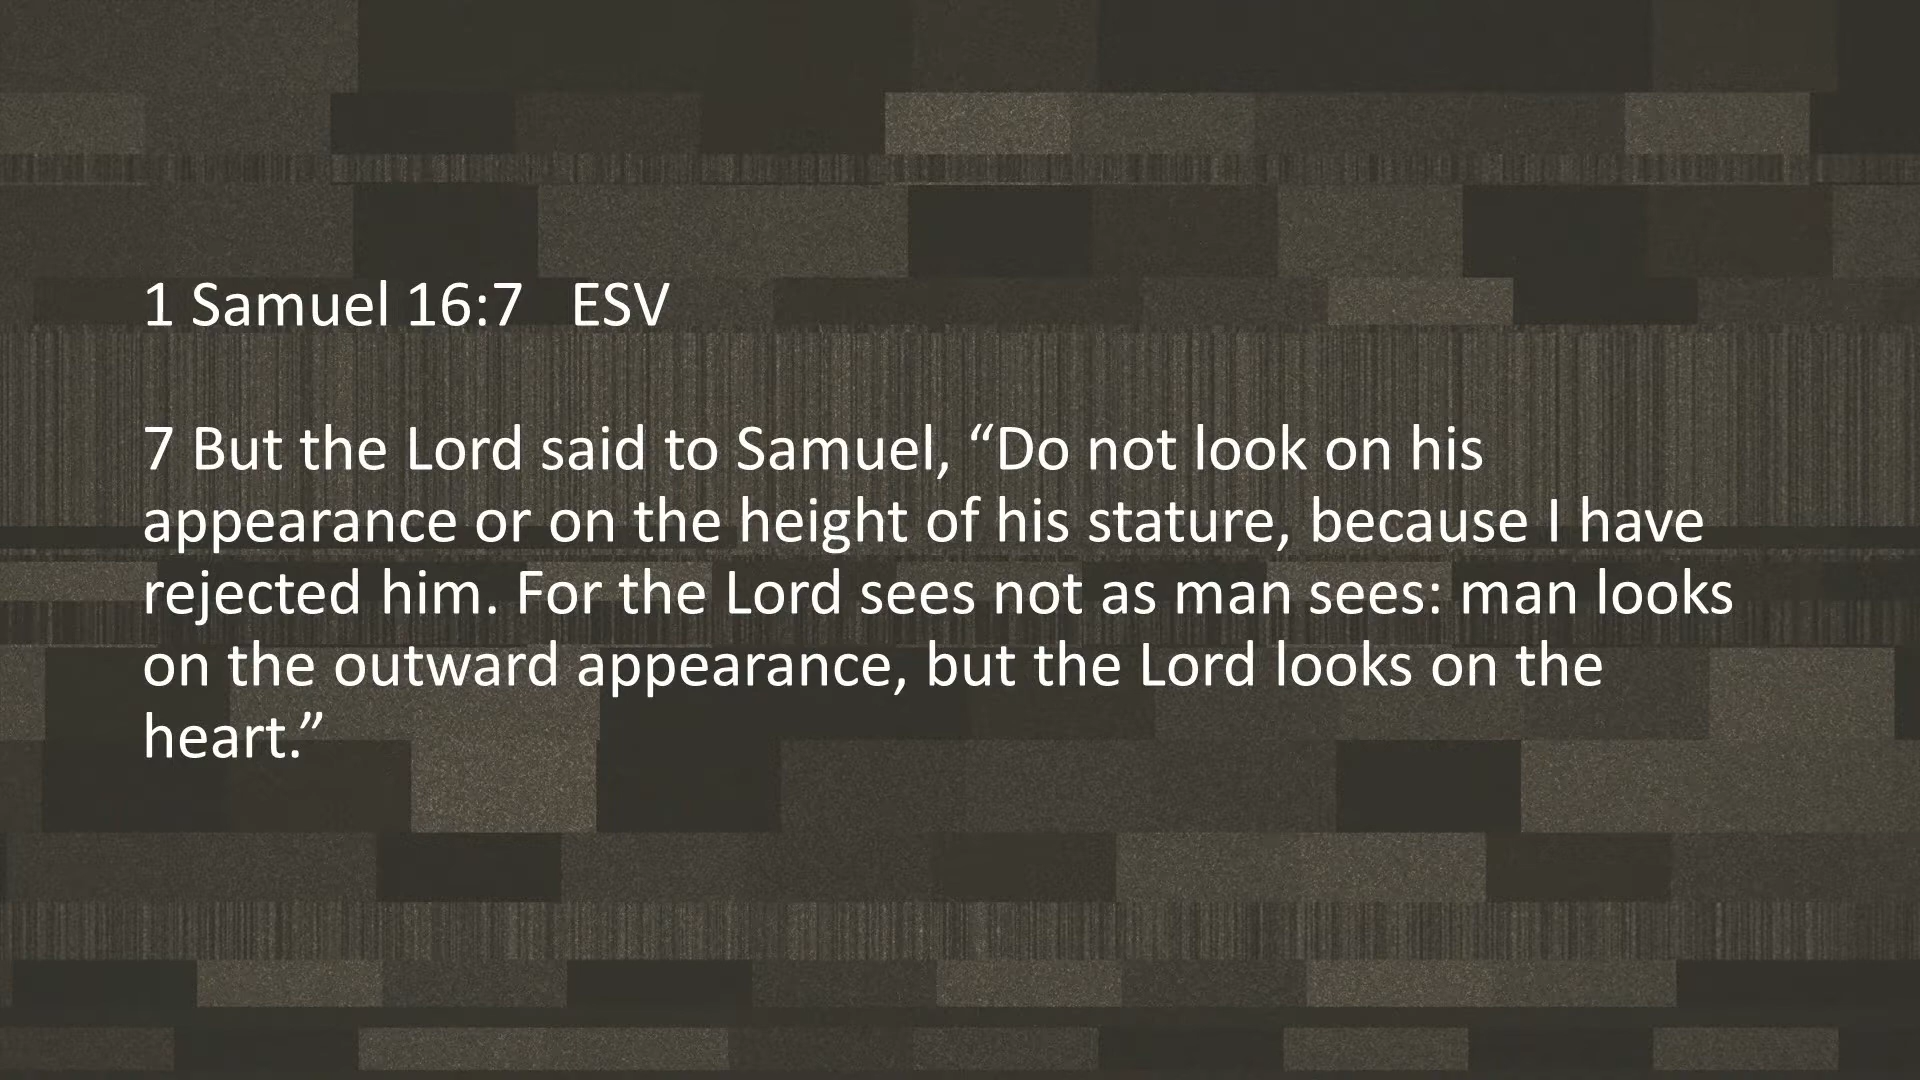 1 Samuel 16:7   ESV
7 But the Lord said to Samuel, “Do not look on his
appearance or on the height of his stature, because I have
rejected him. For the Lord sees not as man sees: man looks
on the outward appearance, but the Lord looks on the
heart.”